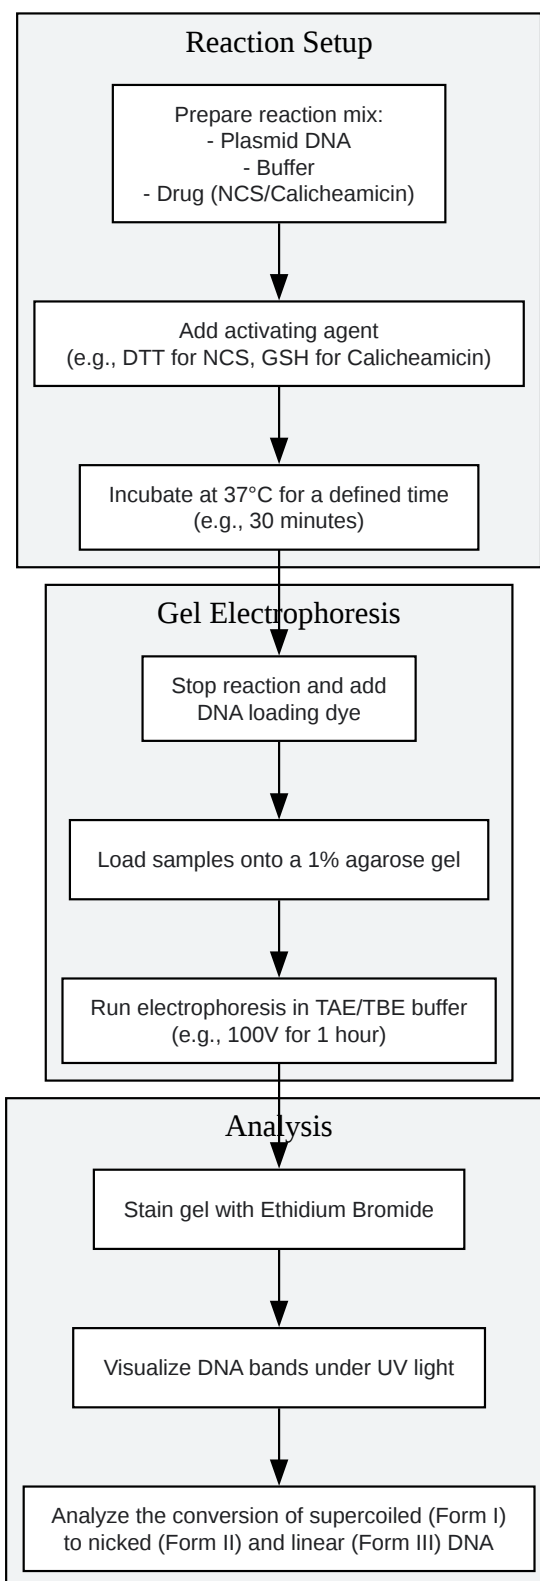 Reaction Setup
Prepare reaction mix:
- Plasmid DNA
- Buffer
- Drug (NCS/Calicheamicin)
Add activating agent
(e.g., DTT for NCS, GSH for Calicheamicin)
Incubate at 37°C for a defined time
(e.g., 30 minutes)
Gel Electrophoresis
Stop reaction and add
DNA loading dye
Load samples onto a 1% agarose gel
Run electrophoresis in TAE/TBE buffer
(e.g., 100V for 1 hour)
Analysis
Stain gel with Ethidium Bromide
Visualize DNA bands under UV light
Analyze the conversion of supercoiled (Form I)
to nicked (Form II) and linear (Form III) DNA